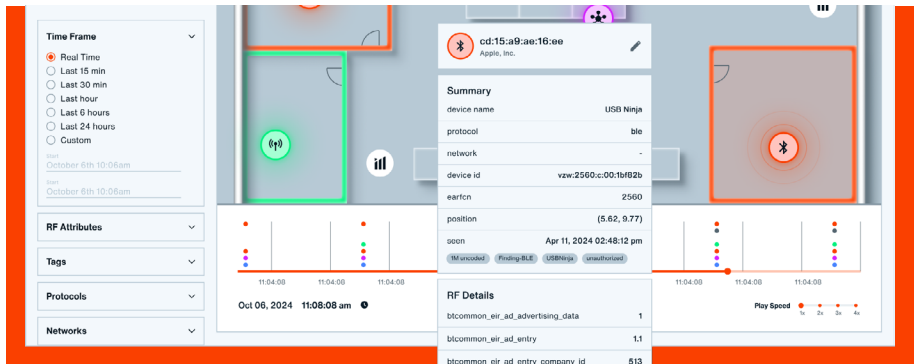 Time Frame
Real Time
Last 15 min
Last 30 min
Last hour
Last 6 hours
Last 24 hours
Custom
Start
October 6th 10:06am
Start
October 6th 10:06am
RF Attributes
Tags
Protocols
Networks
cd:15:a9:ae:16:ee
Apple, Inc.
Summary
device name USB Ninja
protocol ble
network -
device id vzw:2560:c:00:1bf82b
earfcn 2560
position (5.62, 9.77)
seen Apr 11, 2024 02:48:12 pm
1M uncoded Finding-BLE USBNinja unauthorized
RF Details
btcommon_eir_ad_advertising_data 1
btcommon_eir_ad_entry 1.1
btcommon_eir_ad_entry_company_id 513
11:04:08 11:04:08 11:04:08 11:04:08 11:04:08 11:04:08
Oct 06, 2024 11:08:08 am
Play Speed
1x 2x 3x 4x